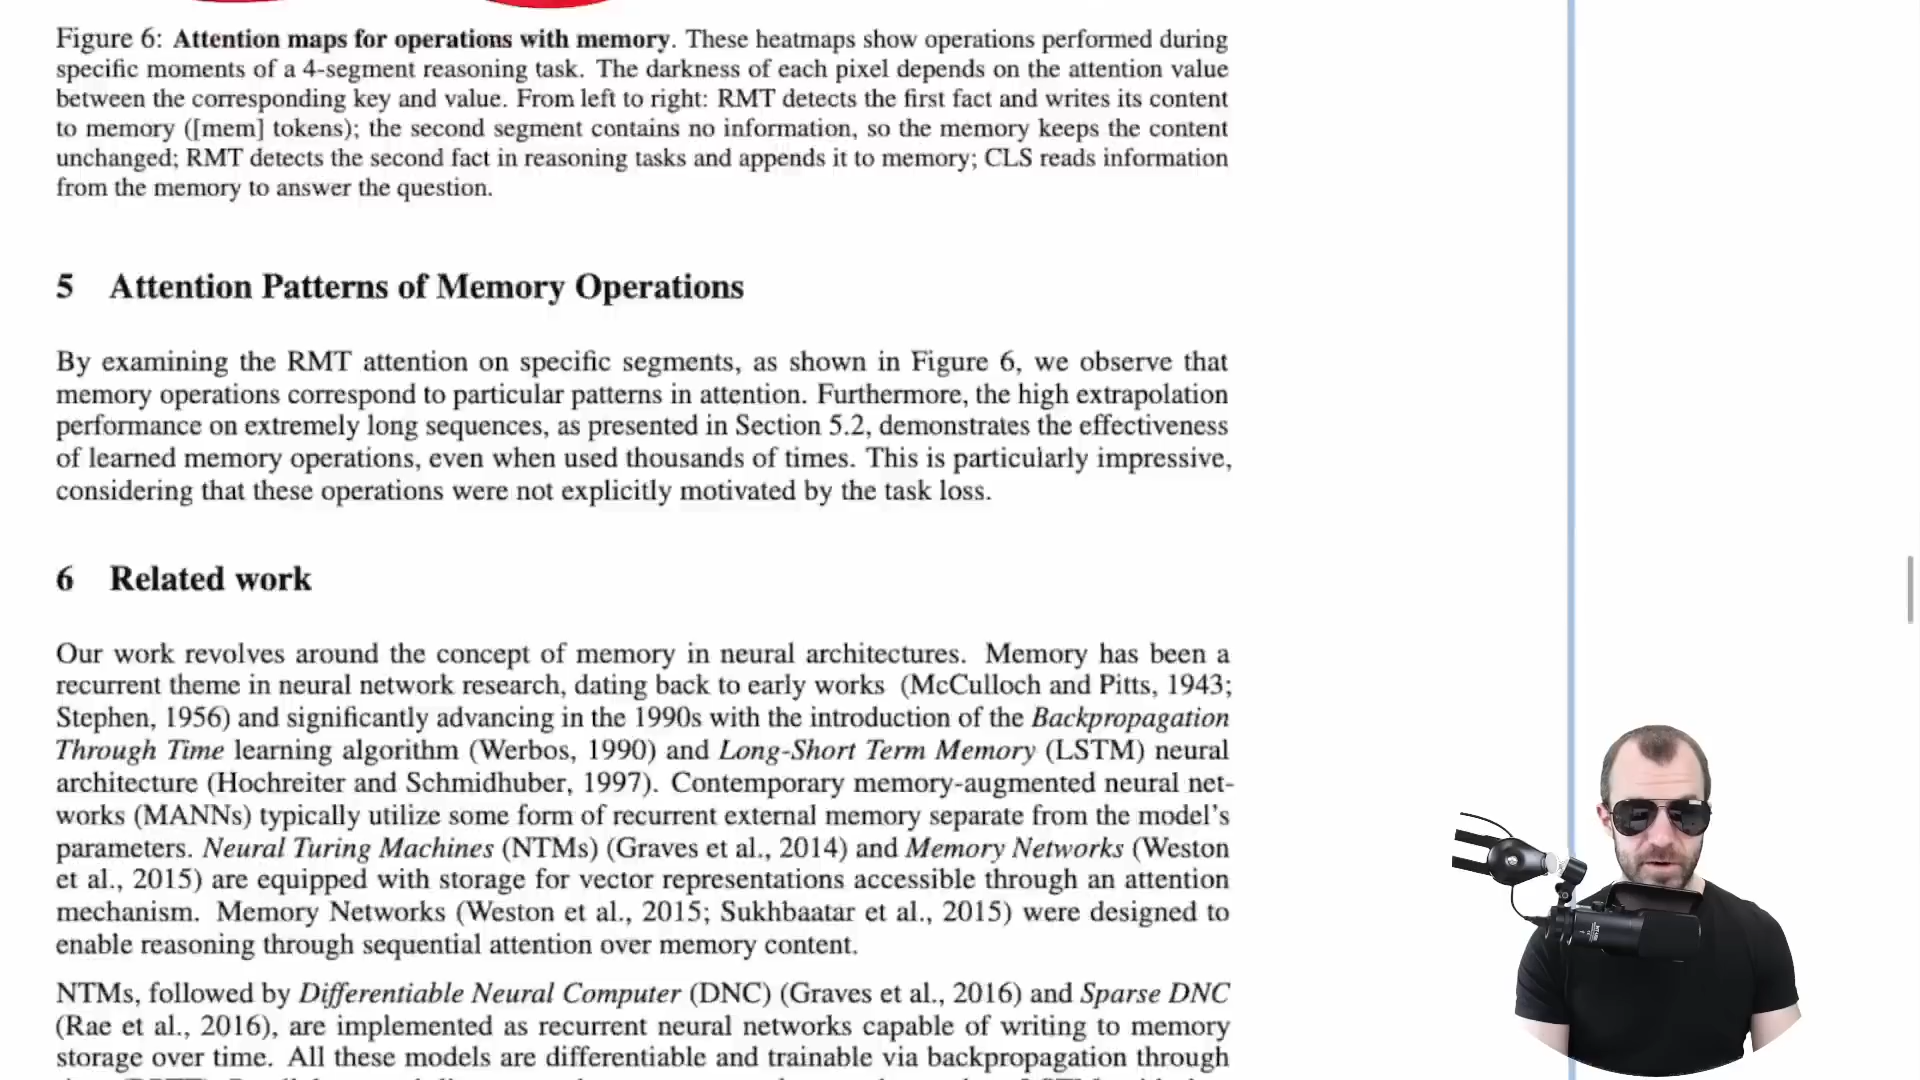 Figure 6: Attention maps for operations with memory. These heatmaps show operations performed during
specific moments of a 4-segment reasoning task. The darkness of each pixel depends on the attention value
between the corresponding key and value. From left to right: RMT detects the first fact and writes its content
to memory ([mem] tokens); the second segment contains no information, so the memory keeps the content
unchanged; RMT detects the second fact in reasoning tasks and appends it to memory; CLS reads information
from the memory to answer the question.
5 Attention Patterns of Memory Operations
By examining the RMT attention on specific segments, as shown in Figure 6, we observe that
memory operations correspond to particular patterns in attention. Furthermore, the high extrapolation
performance on extremely long sequences, as presented in Section 5.2, demonstrates the effectiveness
of learned memory operations, even when used thousands of times. This is particularly impressive,
considering that these operations were not explicitly motivated by the task loss.
6 Related work
Our work revolves around the concept of memory in neural architectures. Memory has been a
recurrent theme in neural network research, dating back to early works (McCulloch and Pitts, 1943;
Stephen, 1956) and significantly advancing in the 1990s with the introduction of the Backpropagation
Through Time learning algorithm (Werbos, 1990) and Long-Short Term Memory (LSTM) neural
architecture (Hochreiter and Schmidhuber, 1997). Contemporary memory-augmented neural net-
works (MANNs) typically utilize some form of recurrent external memory separate from the model's
parameters. Neural Turing Machines (NTMs) (Graves et al., 2014) and Memory Networks (Weston
et al., 2015) are equipped with storage for vector representations accessible through an attention
mechanism. Memory Networks (Weston et al., 2015; Sukhbaatar et al., 2015) were designed to
enable reasoning through sequential attention over memory content.
NTMs, followed by Differentiable Neural Computer (DNC) (Graves et al., 2016) and Sparse DNC
(Rae et al., 2016), are implemented as recurrent neural networks capable of writing to memory
storage over time. All these models are differentiable and trainable via backpropagation through